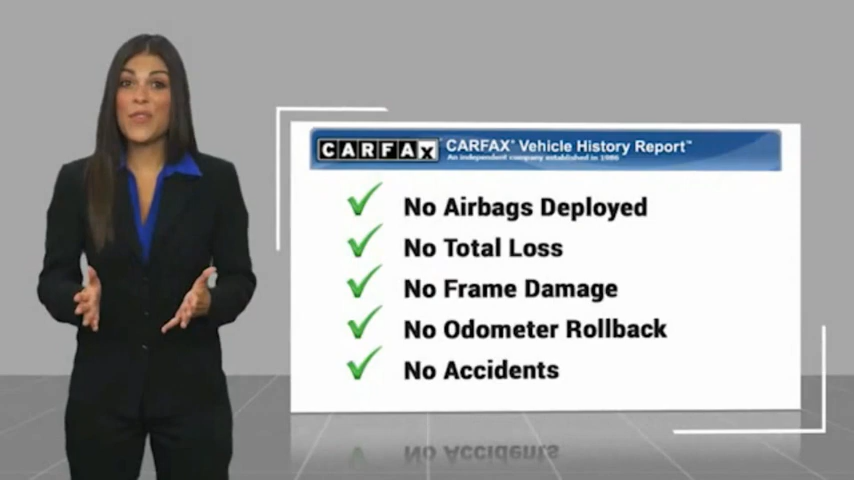 CARFAX CARFAX® Vehicle History Report™
An independent company established in 1986
No Airbags Deployed
No Total Loss
No Frame Damage
No Odometer Rollback
No Accidents
No Accidents